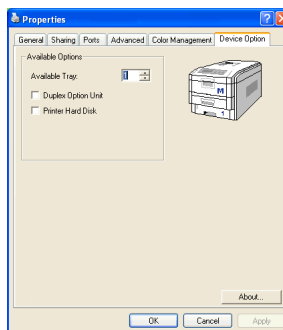 Properties
General Sharing Ports Advanced Color Management Device Option
Available Options
Available Tray: 1
Duplex Option Unit
Printer Hard Disk
M
1
About...
OK Cancel Apply